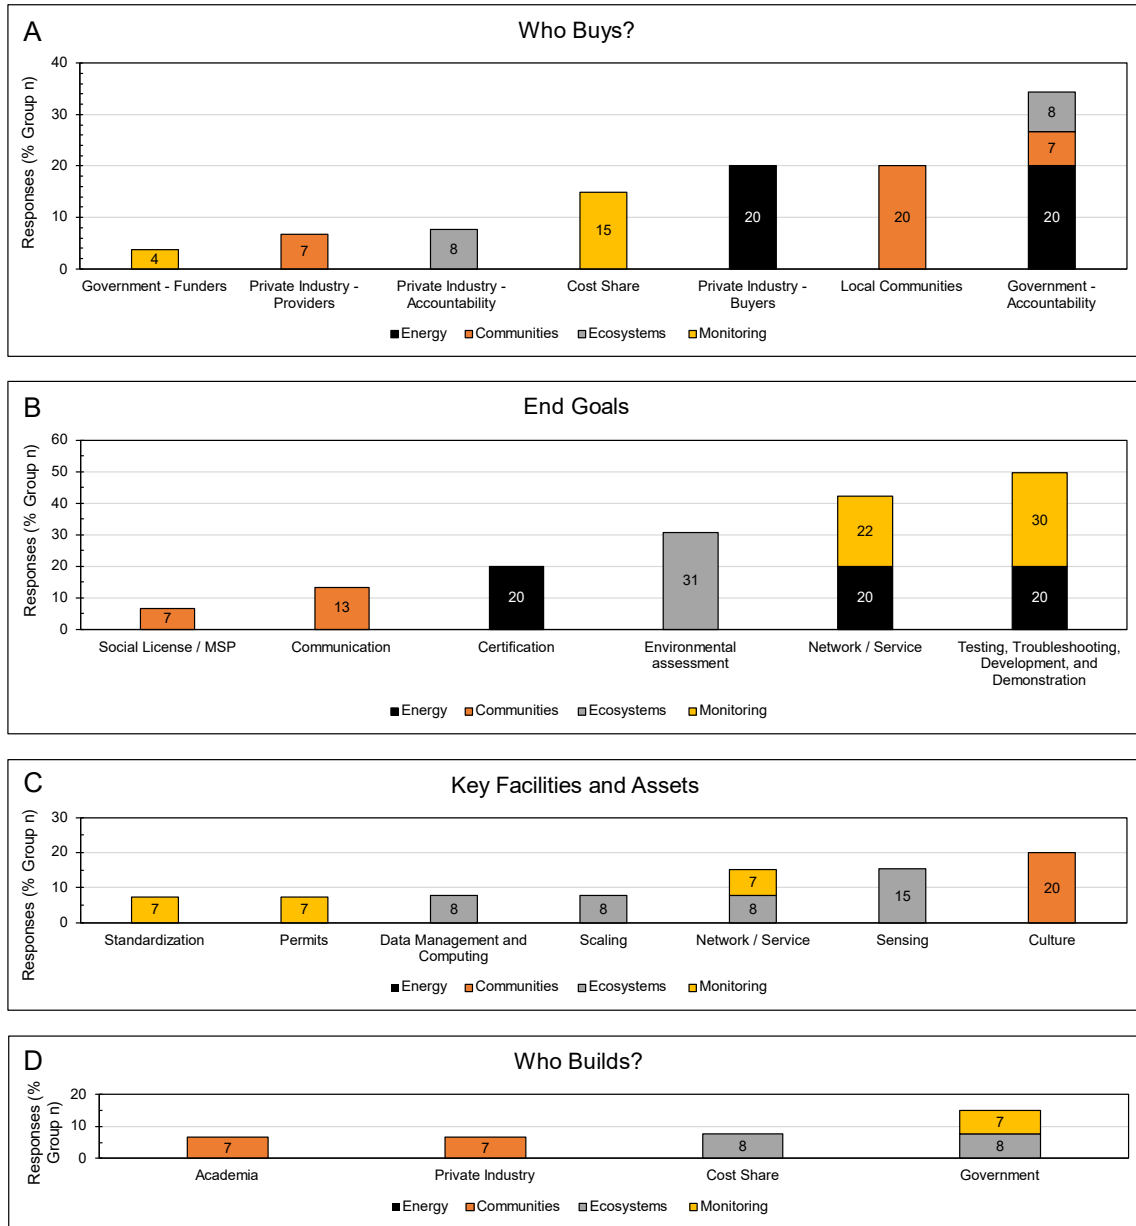 A
Who Buys?
Responses (% Group n)
40
30
20
10
0
4
7
8
15
20
20
8
7
20
Government - Funders
Private Industry -
Providers
Private Industry -
Accountability
Cost Share
Private Industry -
Buyers
Local Communities
Government -
Accountability
Energy
Communities
Ecosystems
Monitoring
B
End Goals
Responses (% Group n)
60
50
40
30
20
10
0
7
13
20
31
22
20
30
20
Social License / MSP
Communication
Certification
Environmental
assessment
Network / Service
Testing, Troubleshooting,
Development, and
Demonstration
Energy
Communities
Ecosystems
Monitoring
C
Key Facilities and Assets
Responses (% Group n)
30
20
10
0
7
7
8
8
7
8
15
20
Standardization
Permits
Data Management and
Computing
Scaling
Network / Service
Sensing
Culture
Energy
Communities
Ecosystems
Monitoring
D
Who Builds?
Responses (%
Group n)
20
10
0
7
7
8
7
8
Academia
Private Industry
Cost Share
Government
Energy
Communities
Ecosystems
Monitoring